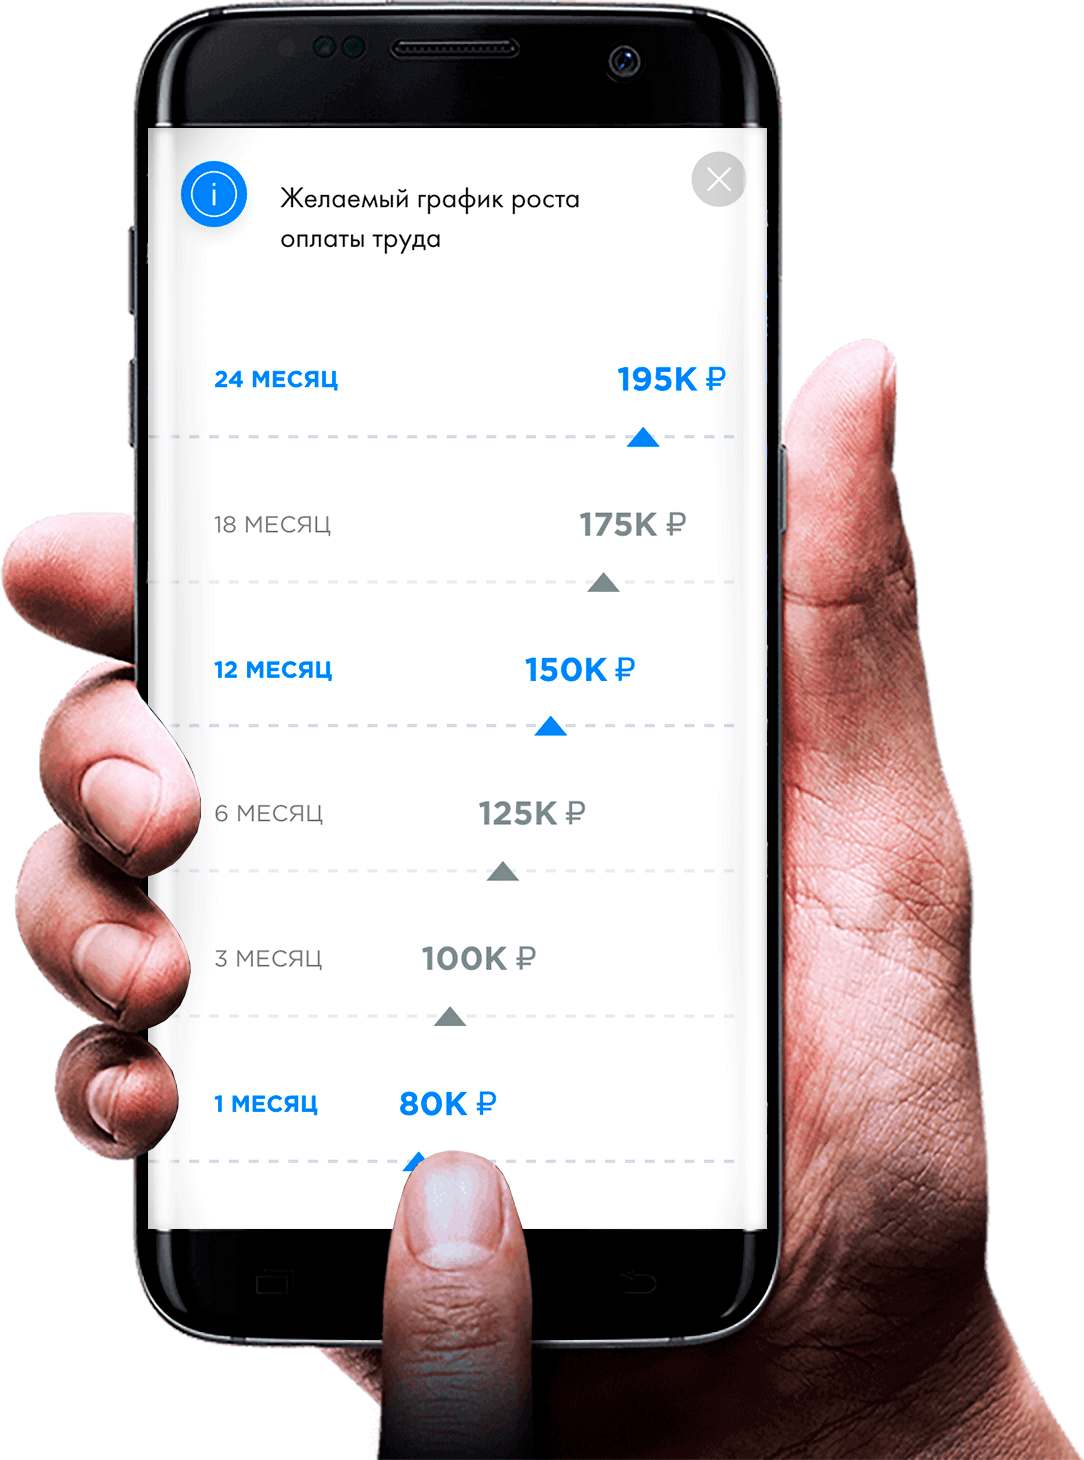 Желаемый график роста
оплаты труда
24 МЕСЯЦ 195K ₽
18 МЕСЯЦ 175K ₽
12 МЕСЯЦ 150K ₽
6 МЕСЯЦ 125K ₽
3 МЕСЯЦ 100K ₽
1 МЕСЯЦ 80K ₽